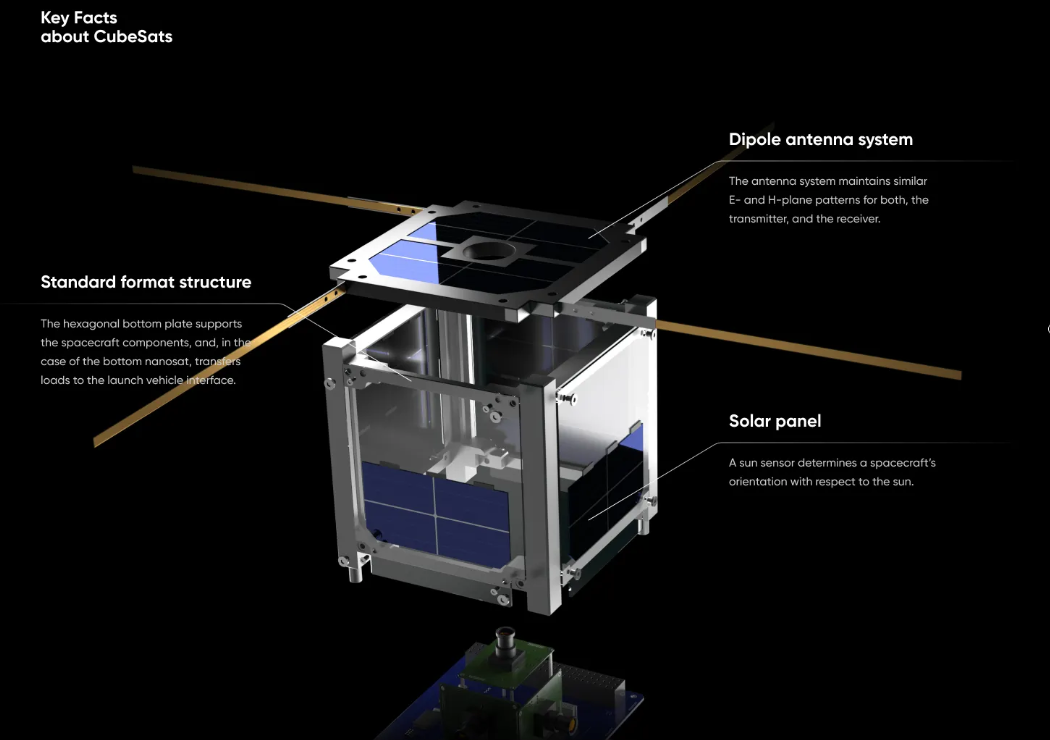 Key Facts
about CubeSats
Dipole antenna system
The antenna system maintains similar
E- and H-plane patterns for both, the
transmitter, and the receiver.
Standard format structure
The hexagonal bottom plate supports
the spacecraft components, and, in the
case of the bottom nanosat, transfers
loads to the launch vehicle interface.
Solar panel
A sun sensor determines a spacecraft's
orientation with respect to the sun.